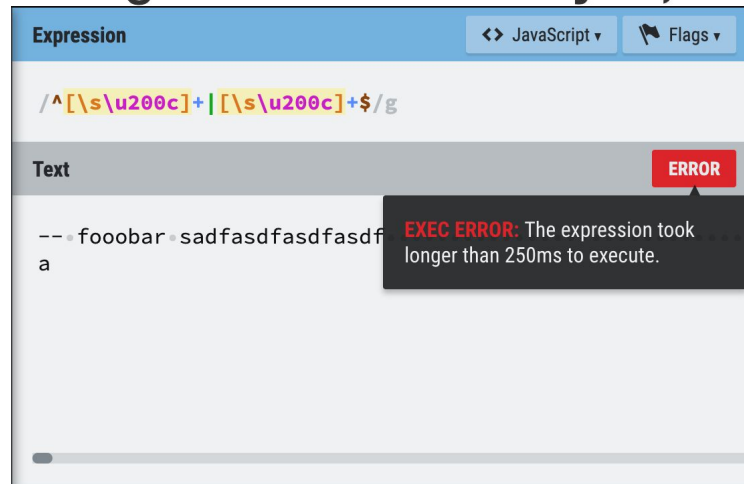 Expression
<> JavaScript ▾
Flags ▾
/^[\s\u200c]+|[\s\u200c]+$/g
Text
ERROR
--•fooobar•sadfasdfasdfasdf
a
EXEC ERROR: The expression took
longer than 250ms to execute.